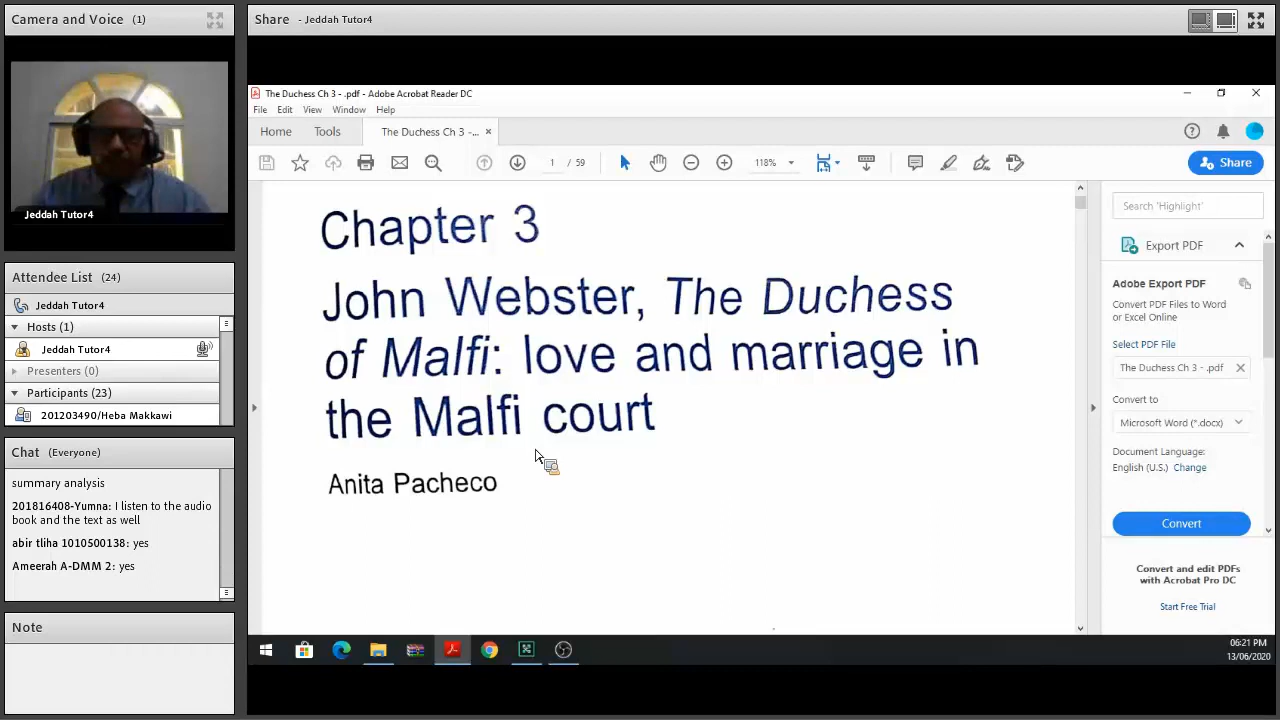 Camera and Voice (1)
Jeddah Tutor4
Attendee List (24)
Jeddah Tutor4
Hosts (1)
Jeddah Tutor4
Presenters (0)
Participants (23)
201203490/Heba Makkawi
Chat (Everyone)
summary analysis
201816408-Yumna: I listen to the audio
book and the text as well
abir tliha 1010500138: yes
Ameerah A-DMM 2: yes
Note
Share - Jeddah Tutor4
The Duchess Ch 3 - .pdf - Adobe Acrobat Reader DC
File Edit View Window Help
Home Tools The Duchess Ch 3 -... ×
1 / 59 118% Share
Chapter 3
John Webster, The Duchess
of Malfi: love and marriage in
the Malfi court
Anita Pacheco
Search 'Highlight'
Export PDF
Adobe Export PDF
Convert PDF Files to Word
or Excel Online
Select PDF File
The Duchess Ch 3 - .pdf
Convert to
Microsoft Word (*.docx)
Document Language:
English (U.S.) Change
Convert
Convert and edit PDFs
with Acrobat Pro DC
Start Free Trial
06:21 PM
13/06/2020